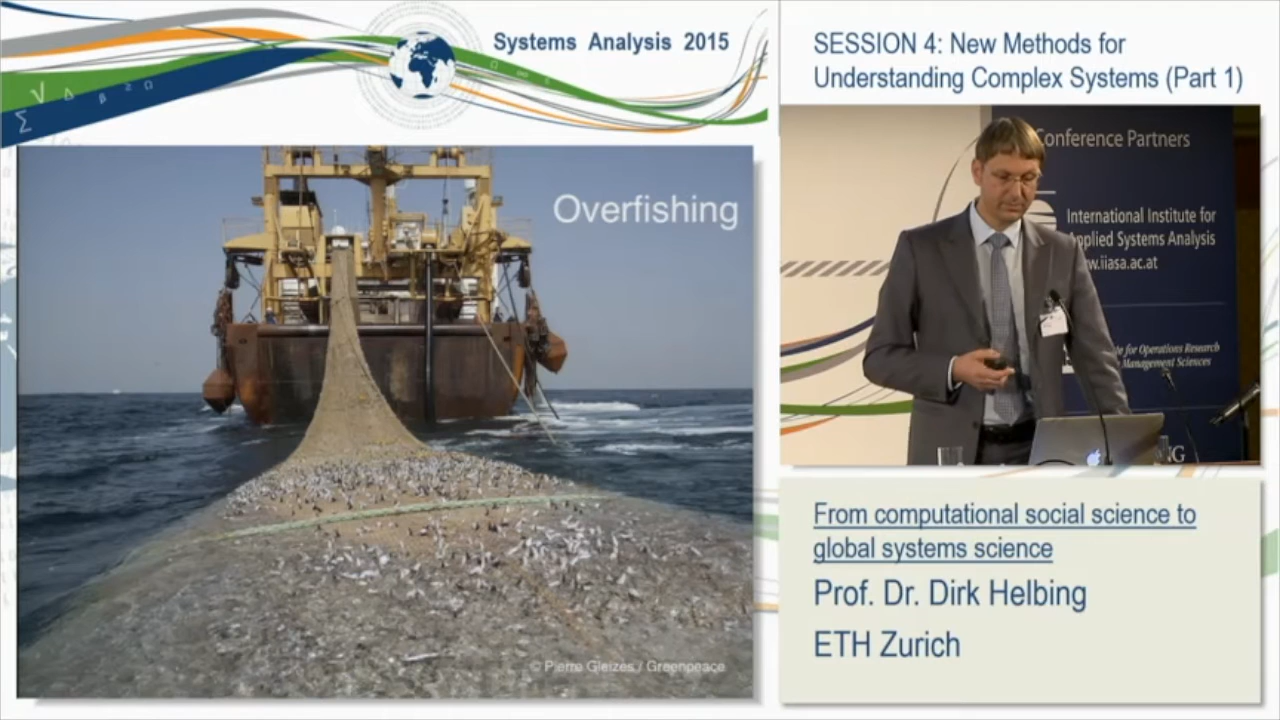 Systems Analysis 2015
SESSION 4: New Methods for
Understanding Complex Systems (Part 1)
Overfishing
© Pierre Gleizes / Greenpeace
Conference Partners
International Institute for
Applied Systems Analysis
w.iiasa.ac.at
te for Operations Research
Management Sciences
From computational social science to
global systems science
Prof. Dr. Dirk Helbing
ETH Zurich